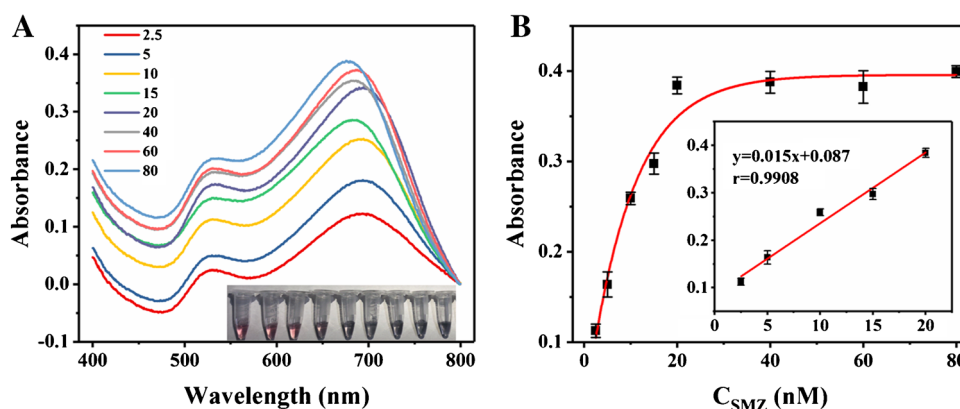 A
2.5
5
10
15
20
40
60
80
Absorbance
0.4
0.3
0.2
0.1
0.0
-0.1
400 500 600 700 800
Wavelength (nm)
B
Absorbance
0.4
0.3
0.2
0.1
0 20 40 60 80
C_SMZ (nM)
y=0.015x+0.087
r=0.9908
0.4
0.3
0.2
0.1
5 10 15 20